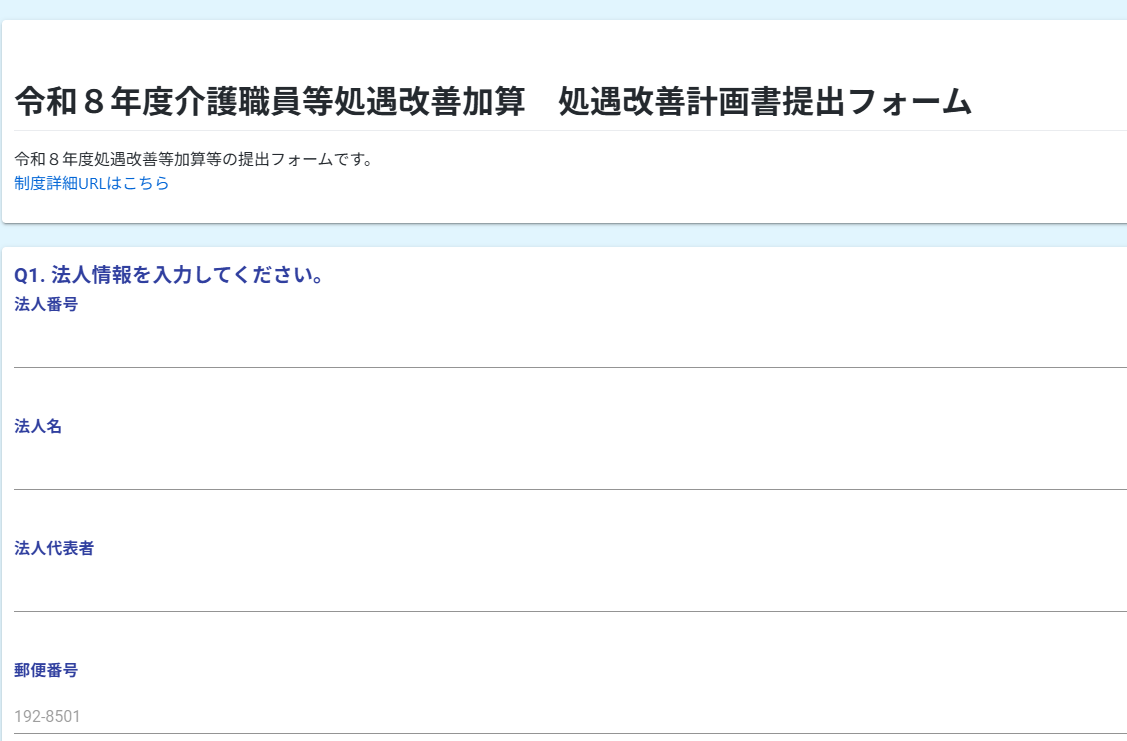 令和８年度介護職員等処遇改善加算　処遇改善計画書提出フォーム
令和８年度処遇改善等加算等の提出フォームです。
制度詳細URLはこちら
Q1. 法人情報を入力してください。
法人番号
法人名
法人代表者
郵便番号
192-8501